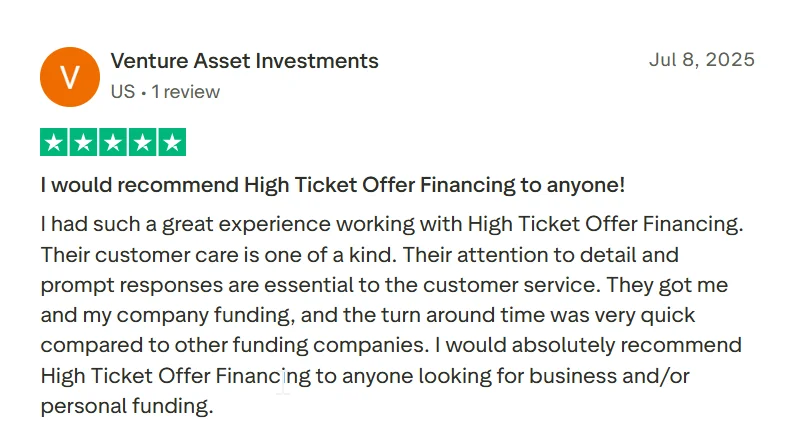 V
Venture Asset Investments
Jul 8, 2025
US • 1 review
I would recommend High Ticket Offer Financing to anyone!
I had such a great experience working with High Ticket Offer Financing.
Their customer care is one of a kind. Their attention to detail and
prompt responses are essential to the customer service. They got me
and my company funding, and the turn around time was very quick
compared to other funding companies. I would absolutely recommend
High Ticket Offer Financing to anyone looking for business and/or
personal funding.